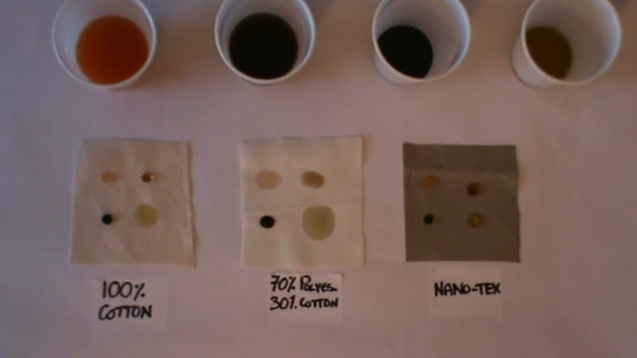 100%
COTTON
70% POLYES.
30%. COTTON
NANO-TEX